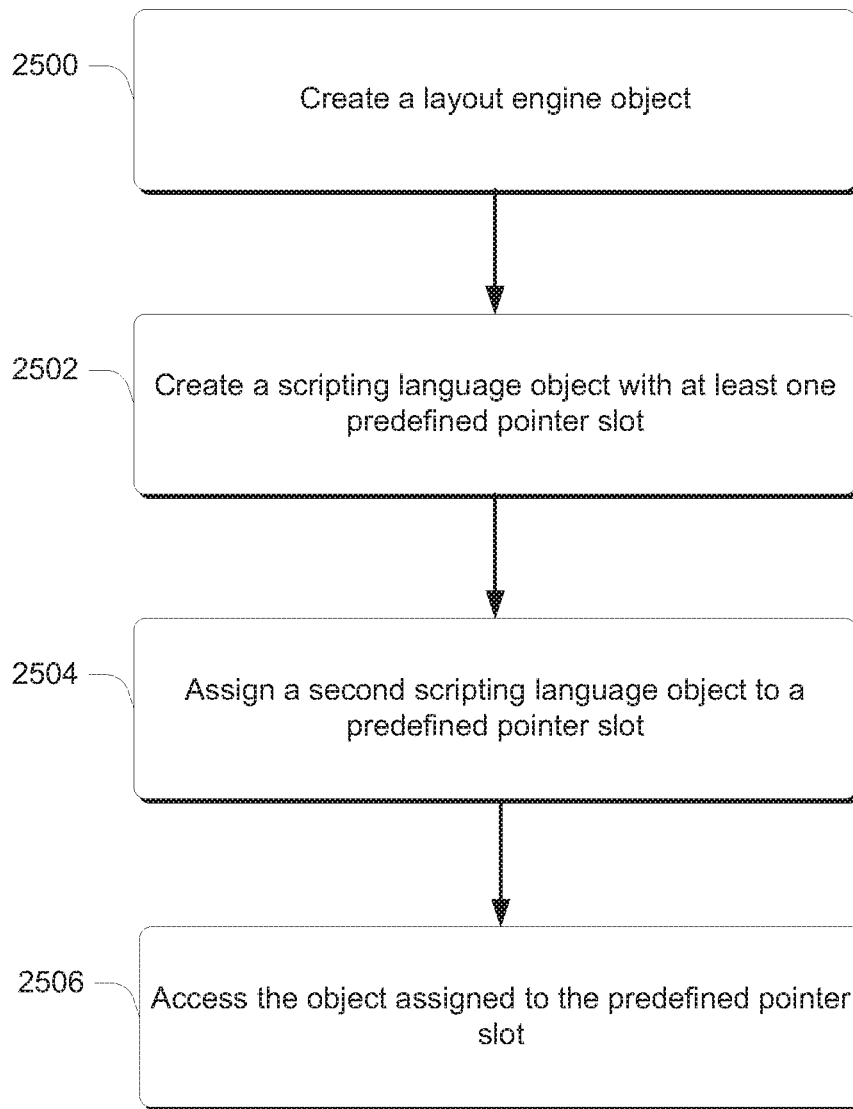 2500
Create a layout engine object
2502
Create a scripting language object with at least one
predefined pointer slot
2504
Assign a second scripting language object to a
predefined pointer slot
2506
Access the object assigned to the predefined pointer
slot